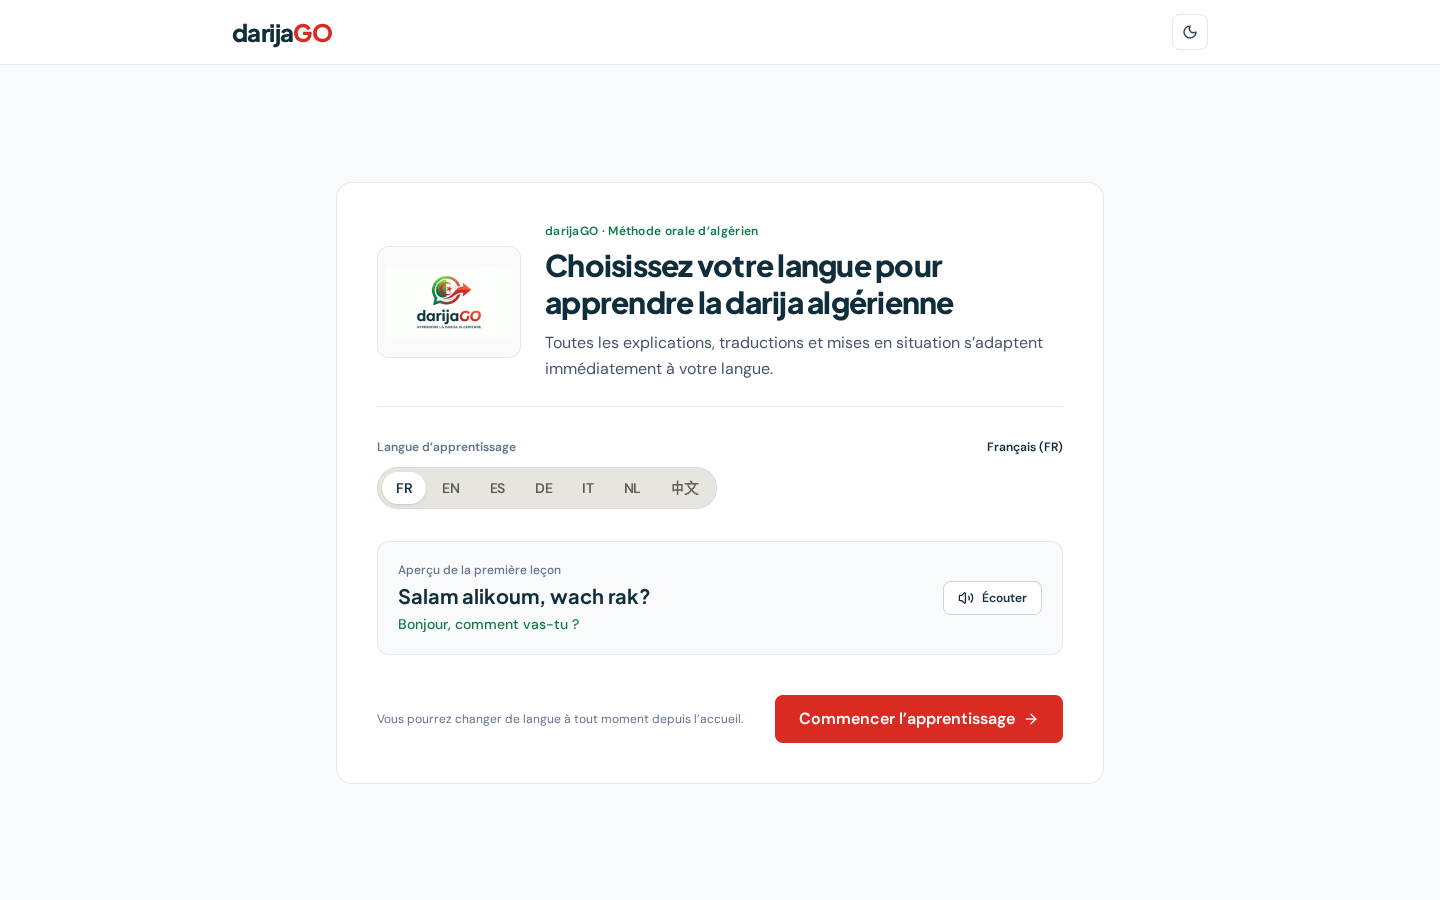 darijaGO
darijaGO · Méthode orale d’algérien
Choisissez votre langue pour
apprendre la darija algérienne
Toutes les explications, traductions et mises en situation s’adaptent
immédiatement à votre langue.
darijaGO
APPRENDRE LA DARIJA ALGÉRIENNE
Langue d’apprentissage
Français (FR)
FR EN ES DE IT NL 中文
Aperçu de la première leçon
Salam alikoum, wach rak?
Bonjour, comment vas-tu ?
Écouter
Vous pourrez changer de langue à tout moment depuis l’accueil.
Commencer l’apprentissage →